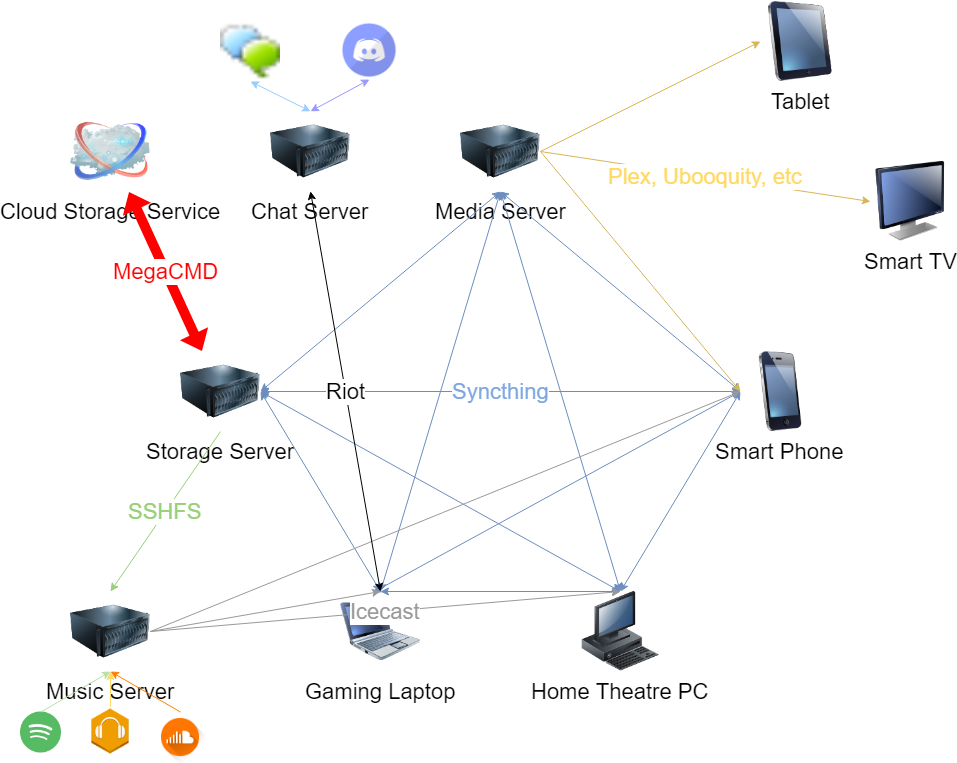 Tablet
Plex, Ubooquity, etc
Cloud Storage Service
Chat Server
Media Server
Smart TV
MegaCMD
Riot
Syncthing
Storage Server
Smart Phone
SSHFS
Icecast
Music Server
Gaming Laptop
Home Theatre PC